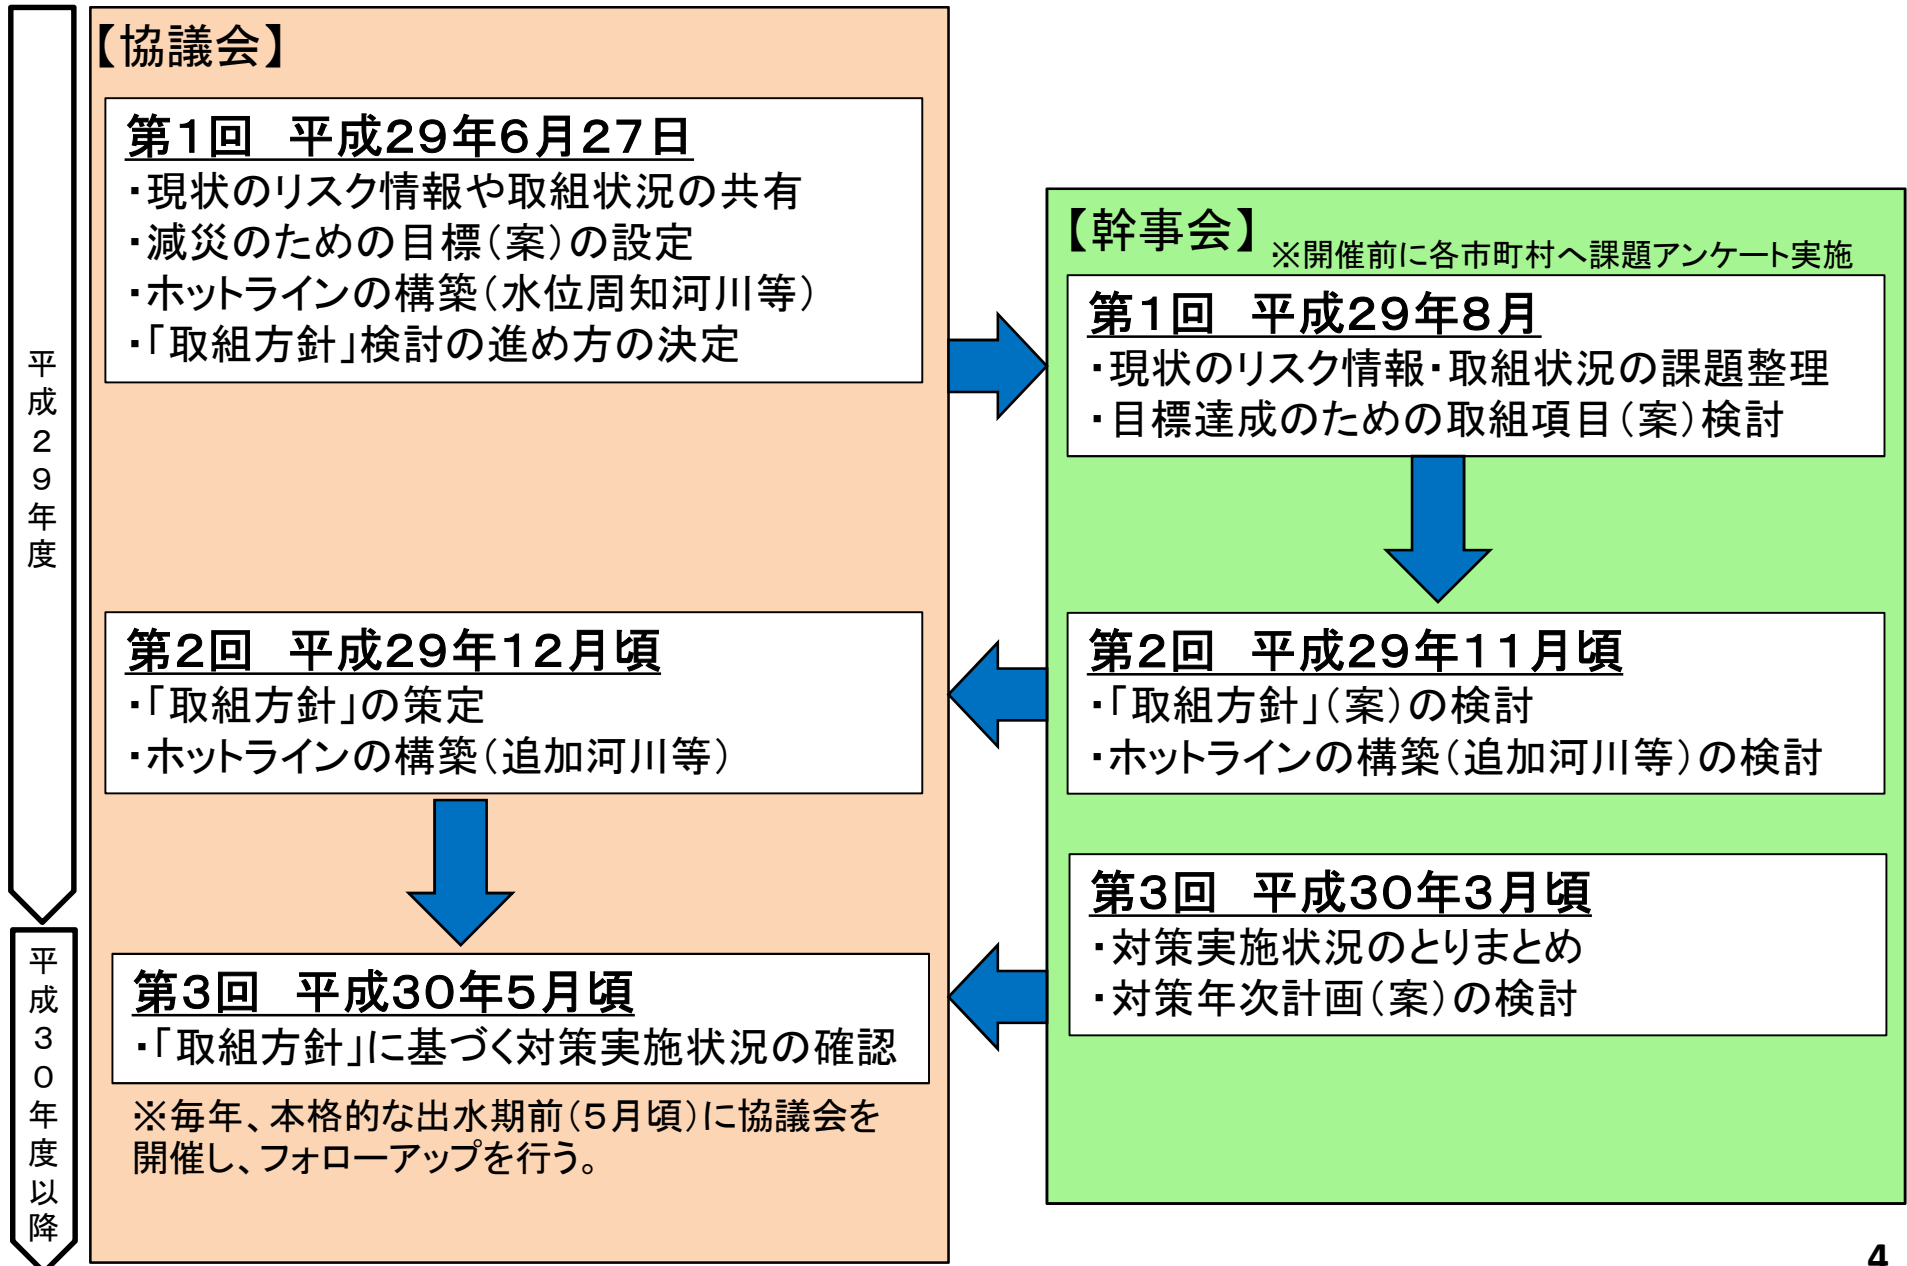 平成29年度
平成30年度以降
【協議会】
第1回　平成29年6月27日
・現状のリスク情報や取組状況の共有
・減災のための目標(案)の設定
・ホットラインの構築(水位周知河川等)
・「取組方針」検討の進め方の決定
第2回　平成29年12月頃
・「取組方針」の策定
・ホットラインの構築(追加河川等)
第3回　平成30年5月頃
・「取組方針」に基づく対策実施状況の確認
※毎年、本格的な出水期前(5月頃)に協議会を
開催し、フォローアップを行う。
【幹事会】
※開催前に各市町村へ課題アンケート実施
第1回　平成29年8月
・現状のリスク情報・取組状況の課題整理
・目標達成のための取組項目(案)検討
第2回　平成29年11月頃
・「取組方針」(案)の検討
・ホットラインの構築(追加河川等)の検討
第3回　平成30年3月頃
・対策実施状況のとりまとめ
・対策年次計画(案)の検討
4